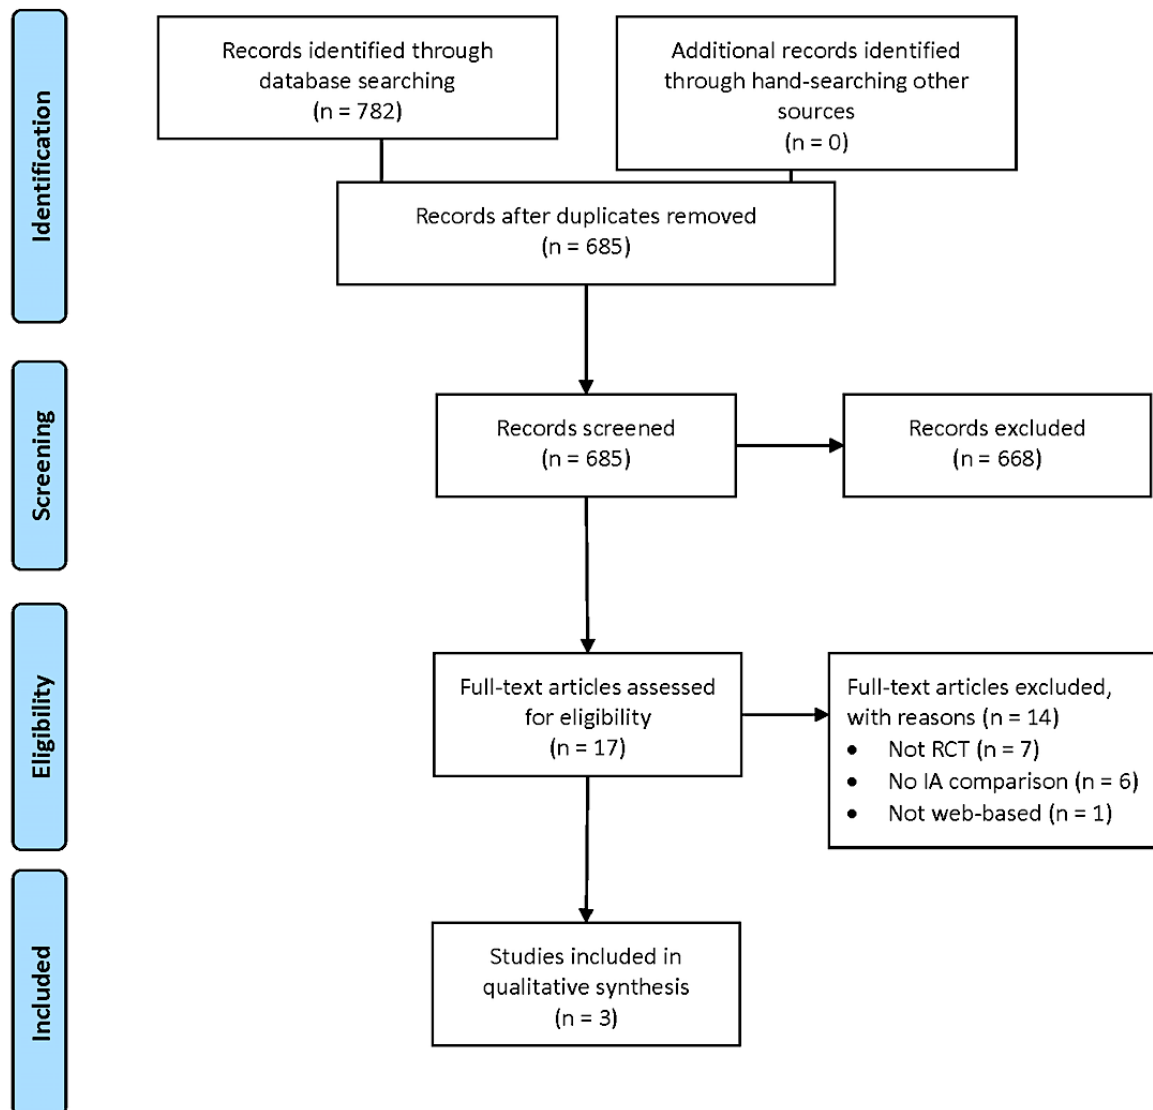 Identification
Records identified through
database searching
(n = 782)
Additional records identified
through hand-searching other
sources
(n = 0)
Records after duplicates removed
(n = 685)
Screening
Records screened
(n = 685)
Records excluded
(n = 668)
Eligibility
Full-text articles assessed
for eligibility
(n = 17)
Full-text articles excluded,
with reasons (n = 14)
• Not RCT (n = 7)
• No IA comparison (n = 6)
• Not web-based (n = 1)
Included
Studies included in
qualitative synthesis
(n = 3)